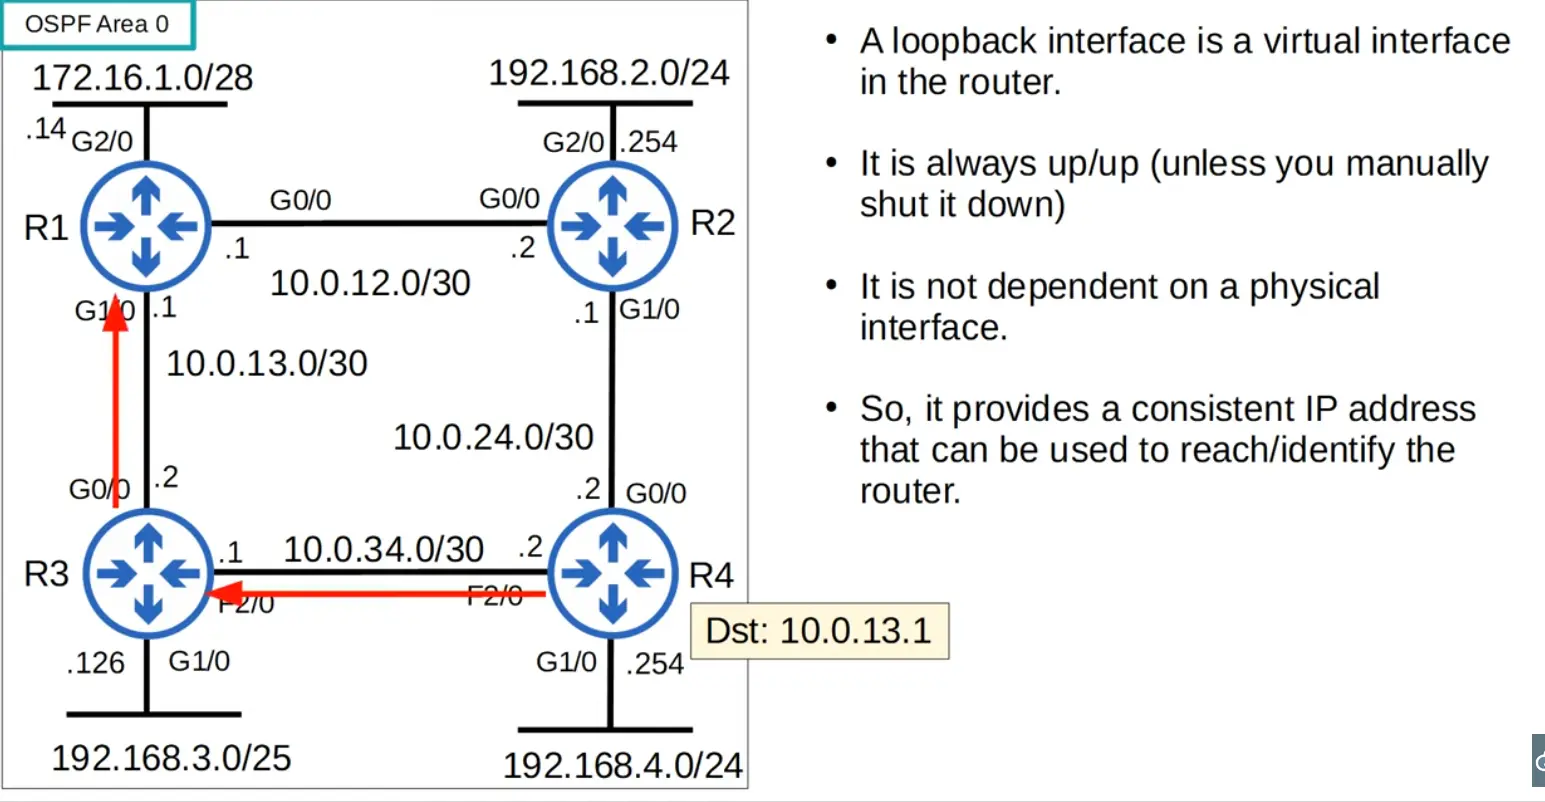 OSPF Area 0
172.16.1.0/28
192.168.2.0/24
.14
G2/0
G2/0
.254
R1
G0/0
G0/0
R2
.1
.2
10.0.12.0/30
G1/0
.1
.1
G1/0
10.0.13.0/30
10.0.24.0/30
G0/0
.2
.2
G0/0
R3
.1
10.0.34.0/30
.2
R4
F2/0
F2/0
Dst: 10.0.13.1
.126
G1/0
G1/0
.254
192.168.3.0/25
192.168.4.0/24
• A loopback interface is a virtual interface
in the router.
• It is always up/up (unless you manually
shut it down)
• It is not dependent on a physical
interface.
• So, it provides a consistent IP address
that can be used to reach/identify the
router.